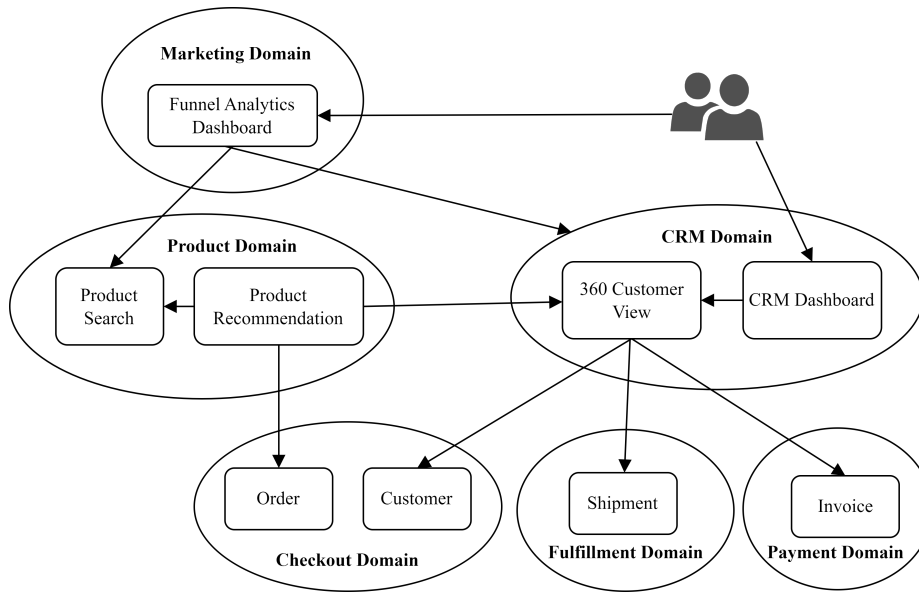 Marketing Domain
Funnel Analytics
Dashboard
Product Domain
Product
Search
Product
Recommendation
CRM Domain
360 Customer
View
CRM Dashboard
Order
Customer
Checkout Domain
Shipment
Fulfillment Domain
Invoice
Payment Domain